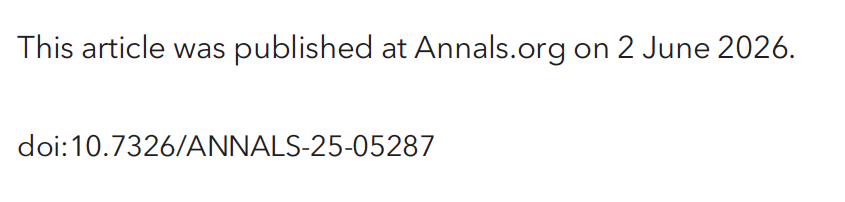 This article was published at Annals.org on 2 June 2026.
doi:10.7326/ANNALS-25-05287